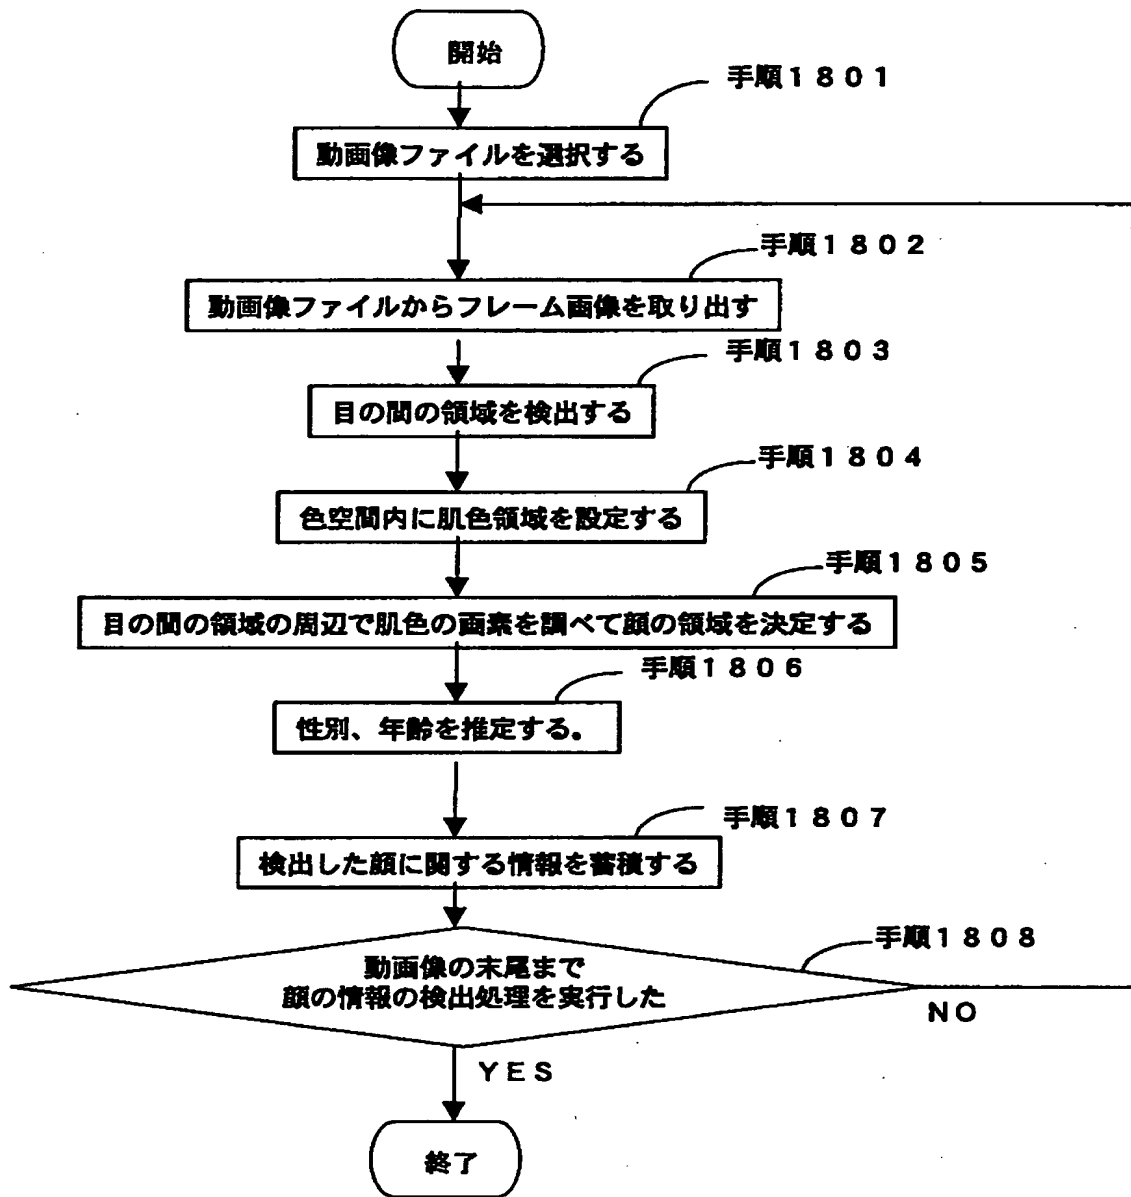 開始
手順1801
動画像ファイルを選択する
手順1802
動画像ファイルからフレーム画像を取り出す
手順1803
目の間の領域を検出する
手順1804
色空間内に肌色領域を設定する
手順1805
目の間の領域の周辺で肌色の画素を調べて顔の領域を決定する
手順1806
性別、年齢を推定する。
手順1807
検出した顔に関する情報を蓄積する
手順1808
動画像の末尾まで
顔の情報の検出処理を実行した
NO
YES
終了